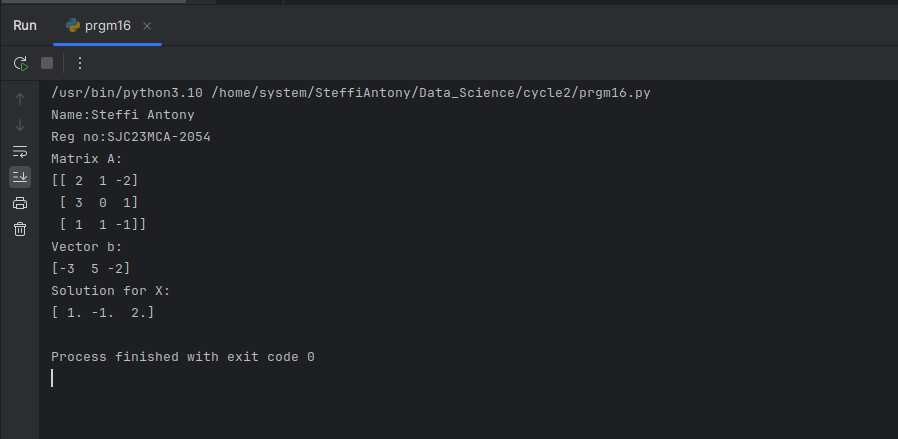 Run prgm16
/usr/bin/python3.10 /home/system/SteffiAntony/Data_Science/cycle2/prgm16.py
Name:Steffi Antony
Reg no:SJC23MCA-2054
Matrix A:
[[ 2  1 -2]
 [ 3  0  1]
 [ 1  1 -1]]
Vector b:
[-3  5 -2]
Solution for X:
[ 1. -1.  2.]
Process finished with exit code 0